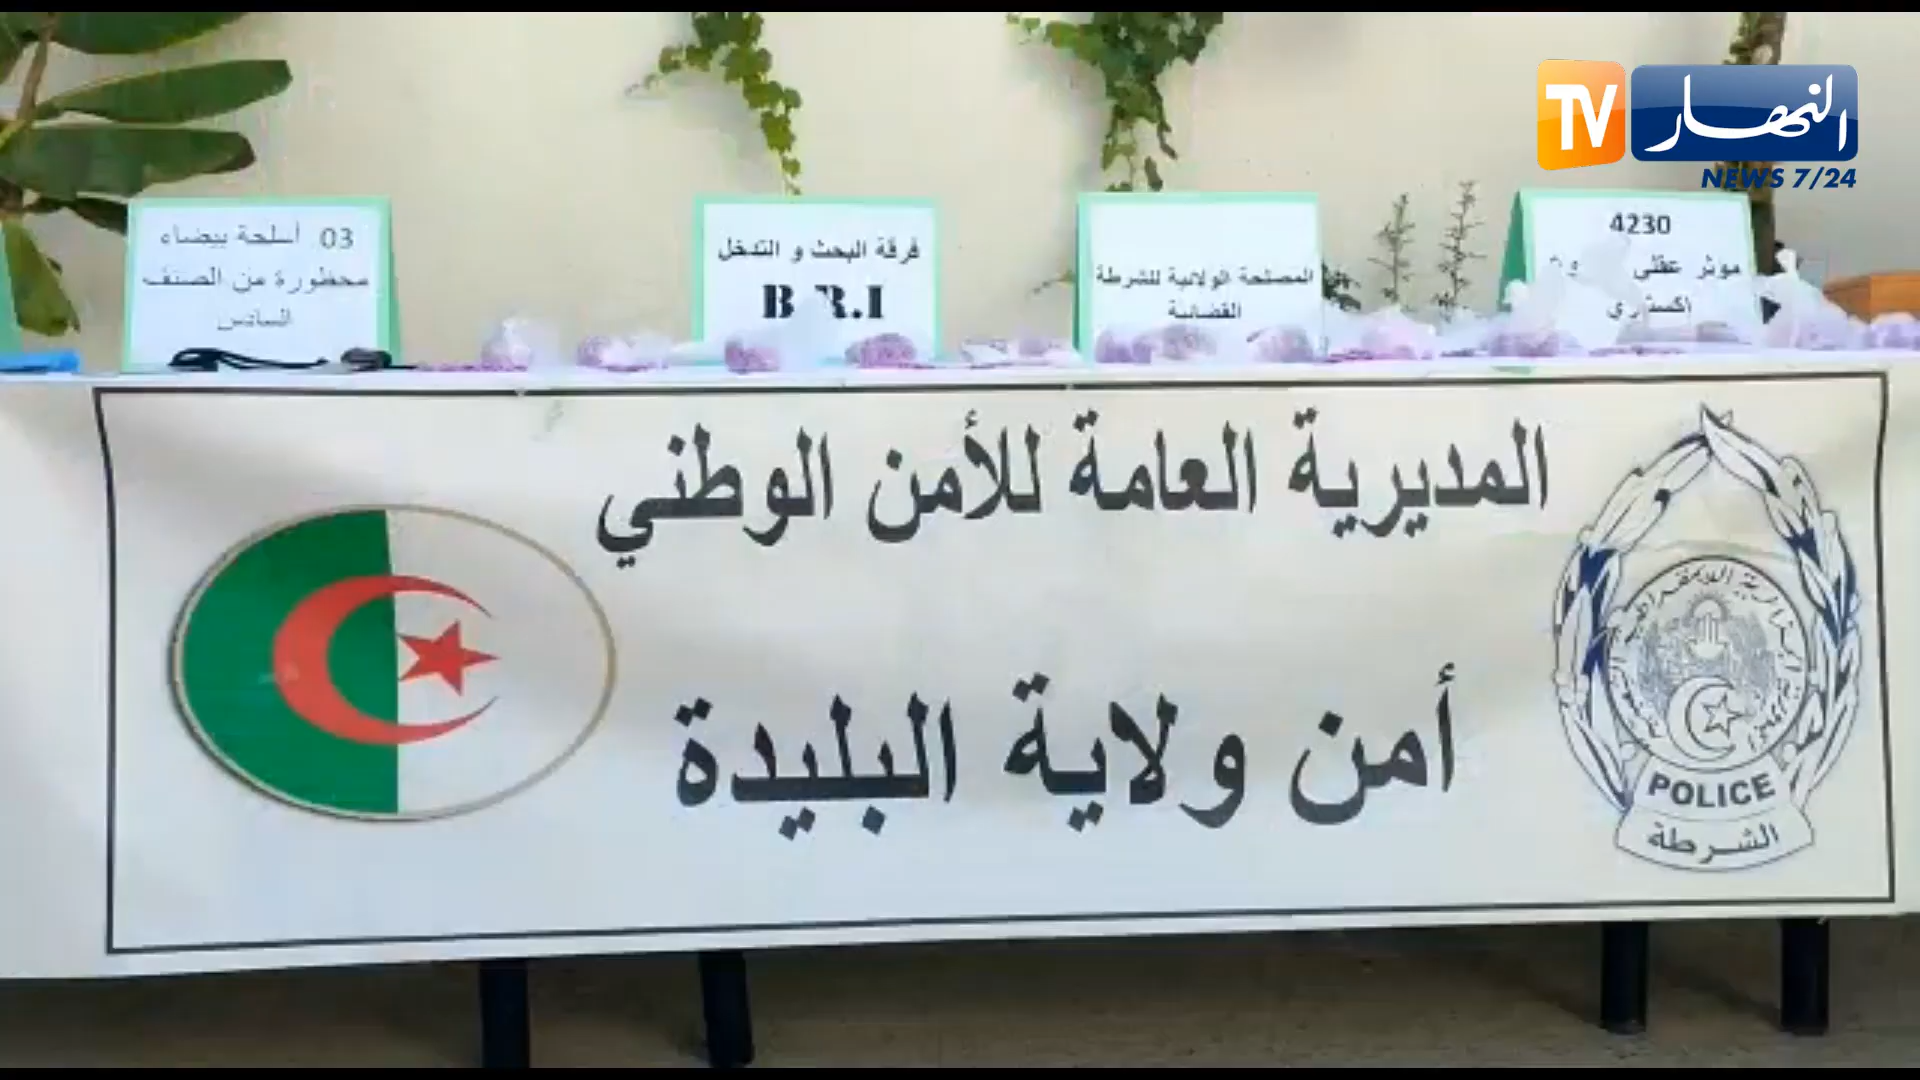 TV النهار
NEWS 7/24
03 أسلحة بيضاء
محظورة من الصنف
السادس
فرقة البحث و التدخل
B.R.I
المصلحة الولائية للشرطة
القضائية
4230
مؤثر عقلي
اكستازي
المديرية العامة للأمن الوطني
أمن ولاية البليدة
POLICE
الشرطة